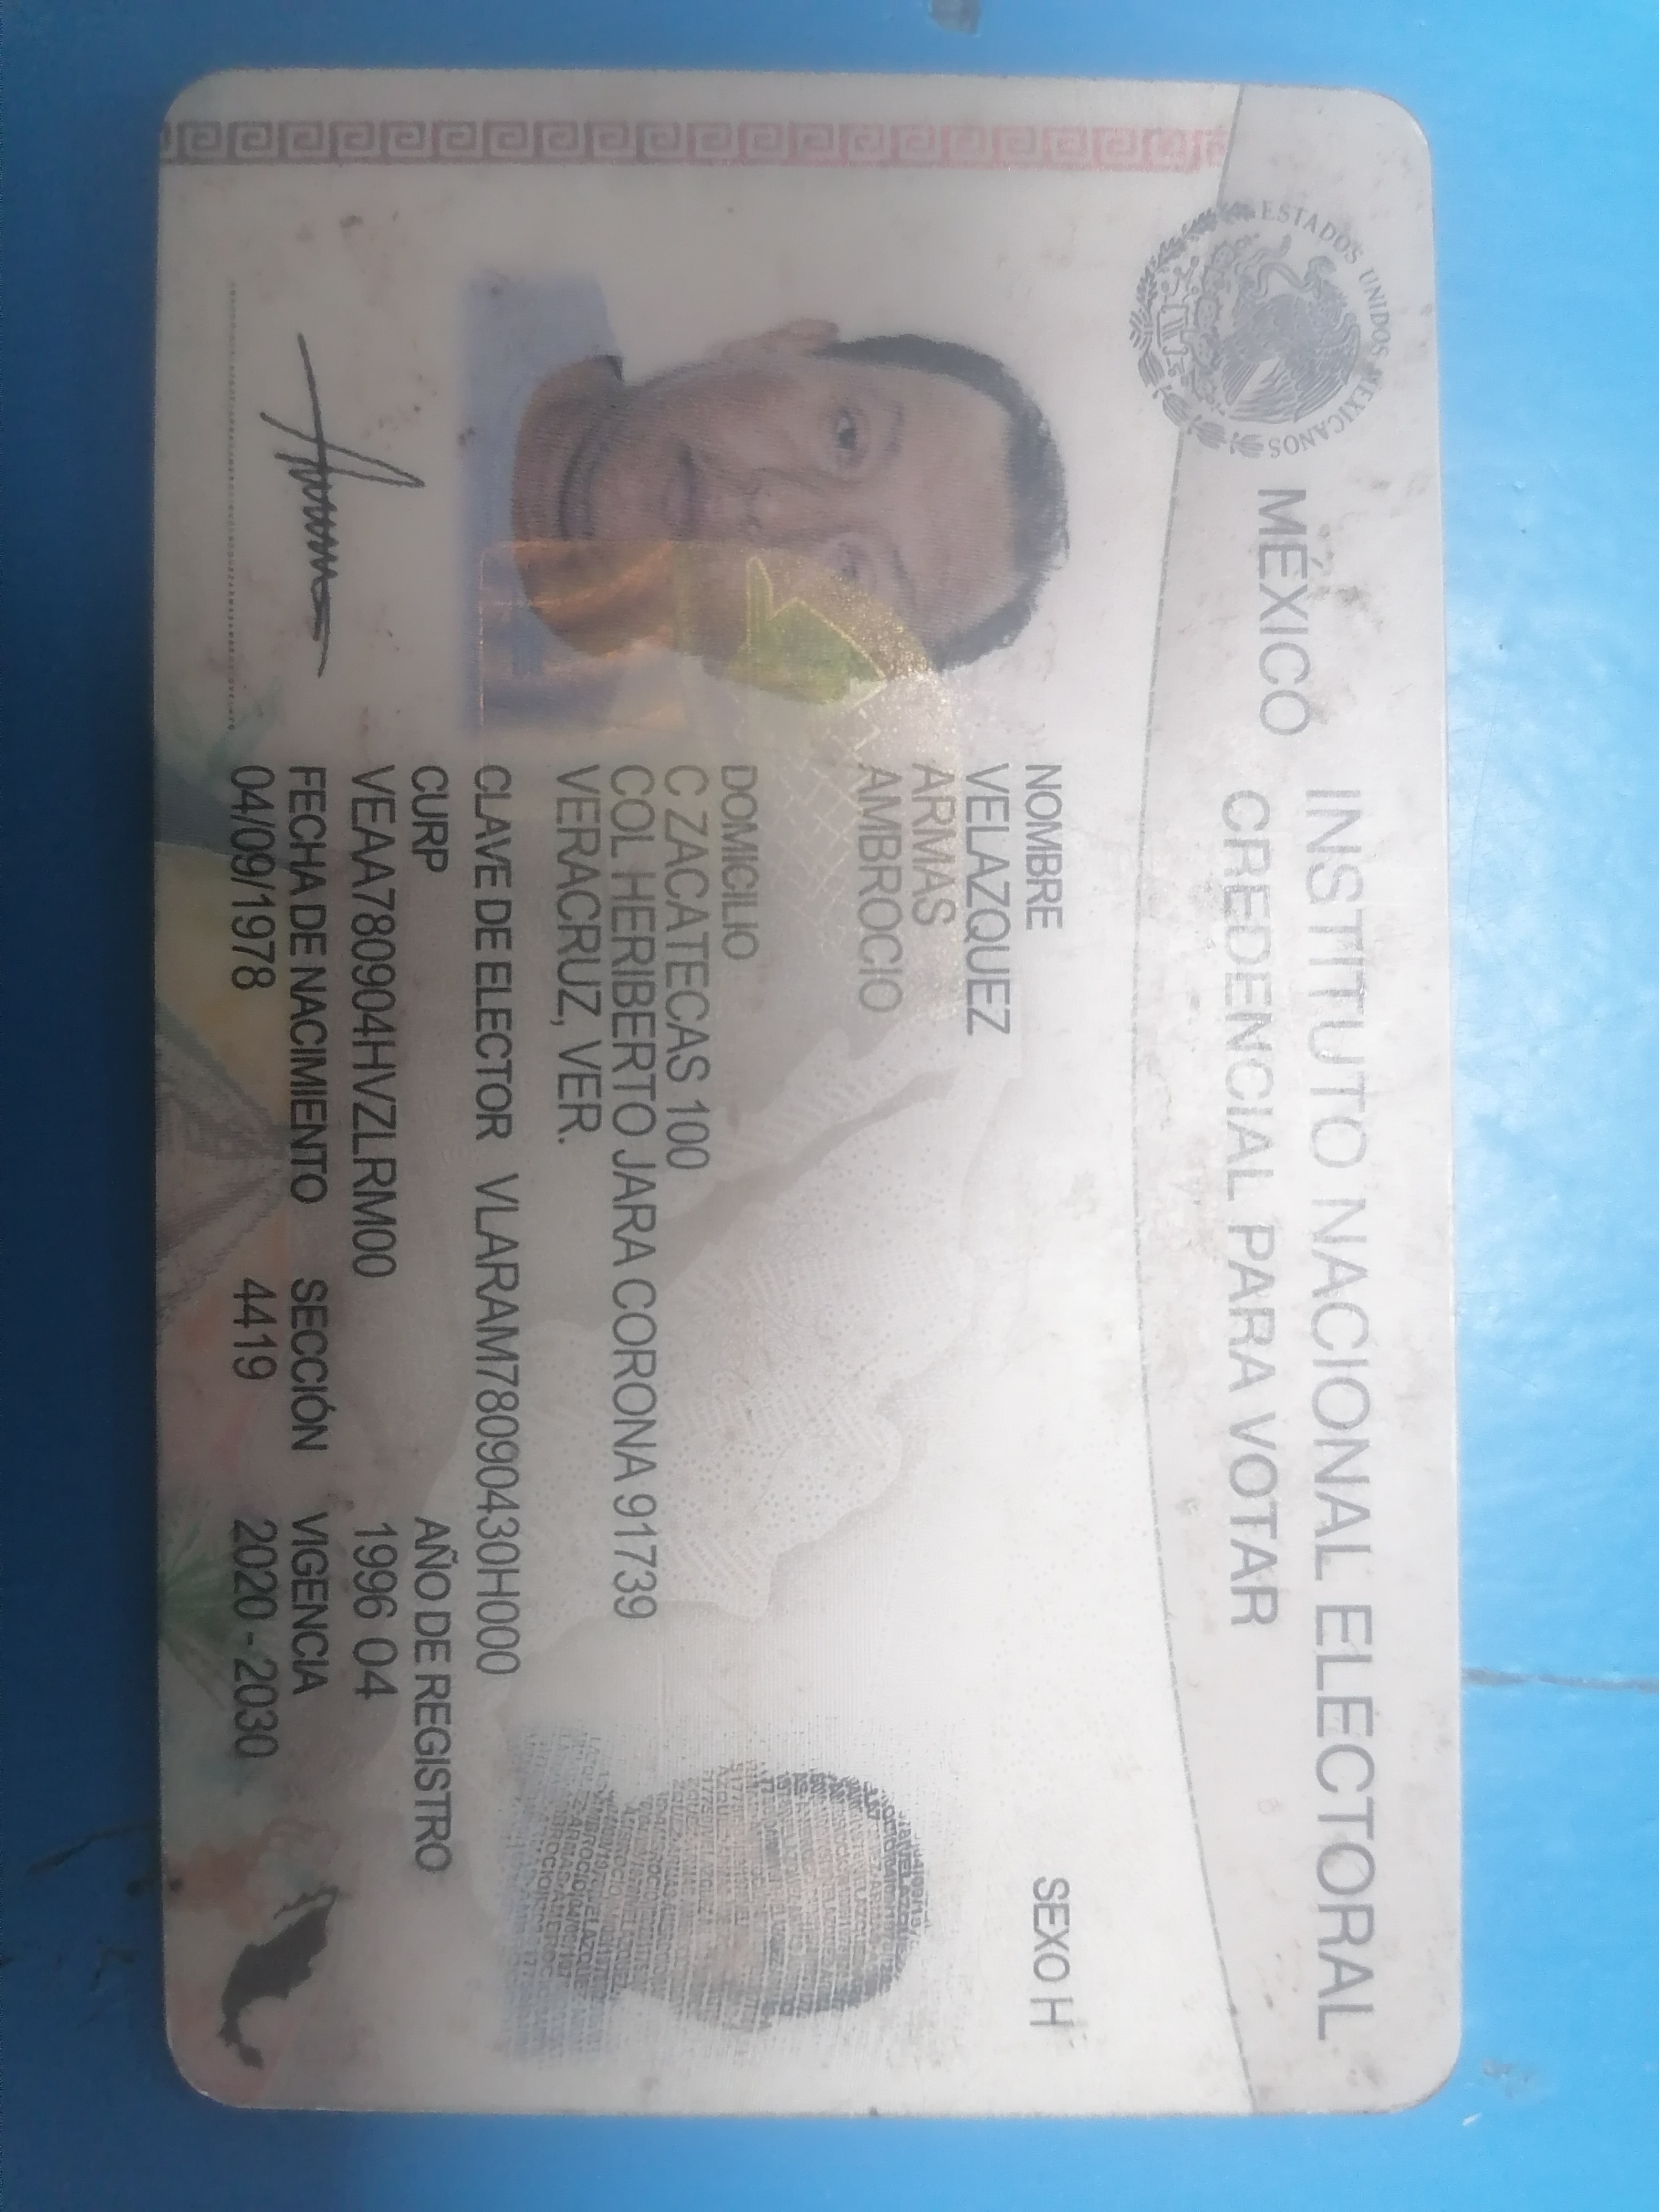 ESTADOS UNIDOS MEXICANOS
MÉXICO INSTITUTO NACIONAL ELECTORAL
CREDENCIAL PARA VOTAR
NOMBRE
VELAZQUEZ
ARMAS
AMBROCIO
SEXO H
DOMICILIO
C ZACATECAS 100
COL HERIBERTO JARA CORONA 91739
VERACRUZ, VER.
CLAVE DE ELECTOR VLARAM78090430H000
CURP
VEAA780904HVZLRM00
AÑO DE REGISTRO
1996 04
FECHA DE NACIMIENTO
04/09/1978
SECCIÓN
4419
VIGENCIA
2020 - 2030